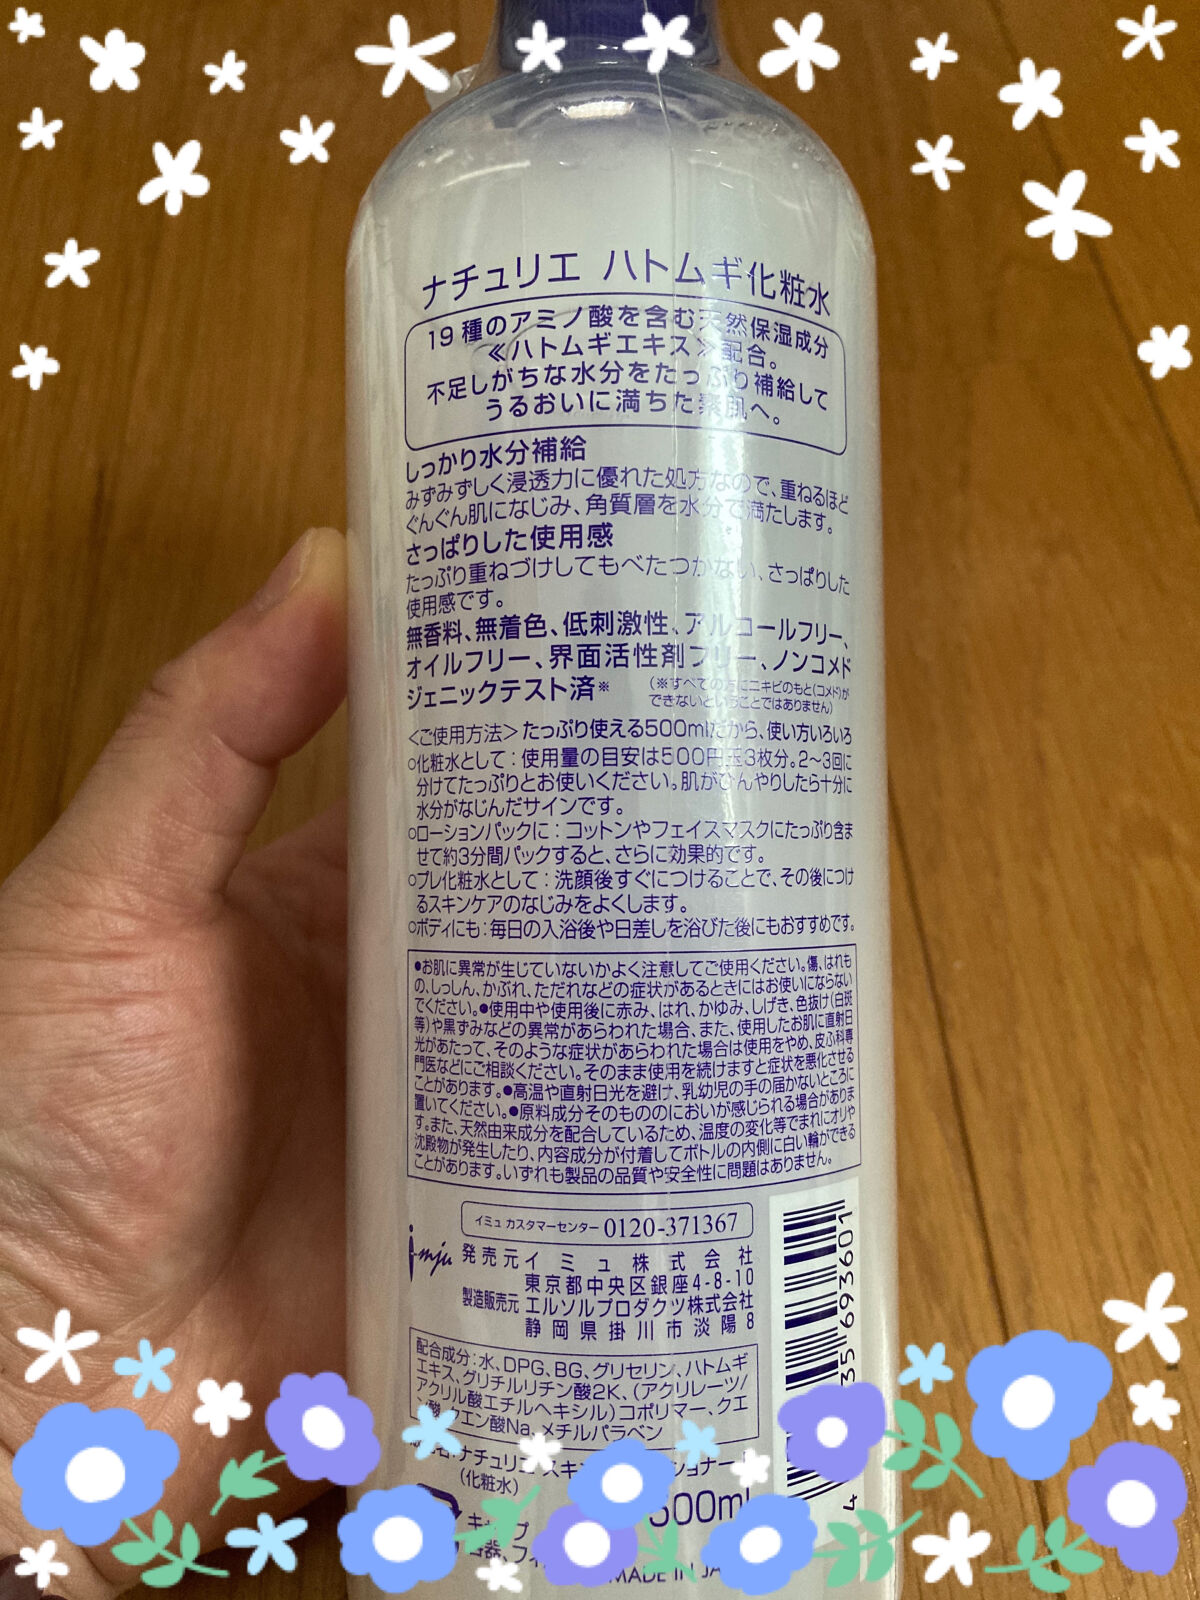 ナチュリエ ハトムギ化粧水
19種のアミノ酸を含む天然保湿成分
≪ハトムギエキス≫配合。
不足しがちな水分をたっぷり補給して
うるおいに満ちた素肌へ。
しっかり水分補給
みずみずしく浸透力に優れた処方なので、重ねるほど
ぐんぐん肌になじみ、角質層を水分で満たします。
さっぱりした使用感
たっぷり重ねづけしてもべたつかない、さっぱりした
使用感です。
無香料、無着色、低刺激性、アルコールフリー、
オイルフリー、界面活性剤フリー、ノンコメド
ジェニックテスト済※
(※すべての方にニキビのもと(コメド)が
できないということではありません)
<ご使用方法>たっぷり使える500mlだから、使い方いろいろ
○化粧水として：使用量の目安は500円玉3枚分。2〜3回に
分けてたっぷりとお使いください。肌がひんやりしたら十分に
水分がなじんだサインです。
○ローションパックに：コットンやフェイスマスクにたっぷり含ま
せて約3分間パックすると、さらに効果的です。
○プレ化粧水として：洗顔後すぐにつけることで、その後につけ
るスキンケアのなじみをよくします。
○ボディにも：毎日の入浴後や日差しを浴びた後にもおすすめです。
●お肌に異常が生じていないかよく注意してご使用ください。傷、はれも
の、しっしん、かぶれ、ただれなどの症状があるときにはお使いにならない
でください。●使用中や使用後に赤み、はれ、かゆみ、しげき、色抜け(白斑
等)や黒ずみなどの異常があらわれた場合、また、使用したお肌に直射日
光があたって、そのような症状があらわれた場合は使用をやめ、皮ふ科専
門医などにご相談ください。そのまま使用を続けますと症状を悪化させる
ことがあります。●高温や直射日光を避け、乳幼児の手の届かないところに
置いてください。●原料成分そのもののにおいが感じられる場合がありま
す。また、天然由来成分を配合しているため、温度の変化等でまれにオリや
沈殿物が発生したり、内容成分が付着してボトルの内側に白い輪ができる
ことがあります。いずれも製品の品質や安全性に問題はありません。
イミュ カスタマーセンター 0120-371367
i-mju
発売元 イミュ株式会社
東京都中央区銀座4-8-10
製造販売元 エルソルプロダクツ株式会社
静岡県掛川市淡陽8
配合成分：水、DPG、BG、グリセリン、ハトムギ
エキス、グリチルリチン酸2K、(アクリレーツ/
アクリル酸エチルヘキシル)コポリマー、クエ
酸、クエン酸Na、メチルパラベン
ナチュリエ スキン
ショナー
(化粧水)
500ml
キャップ
MADE IN JA
4
35 693601